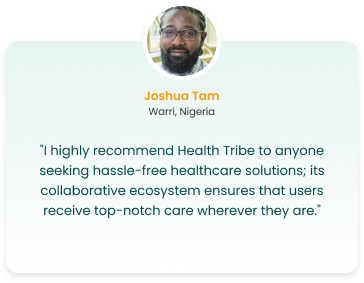 Joshua Tam
Warri, Nigeria
"I highly recommend Health Tribe to anyone
seeking hassle-free healthcare solutions; its
collaborative ecosystem ensures that users
receive top-notch care wherever they are."